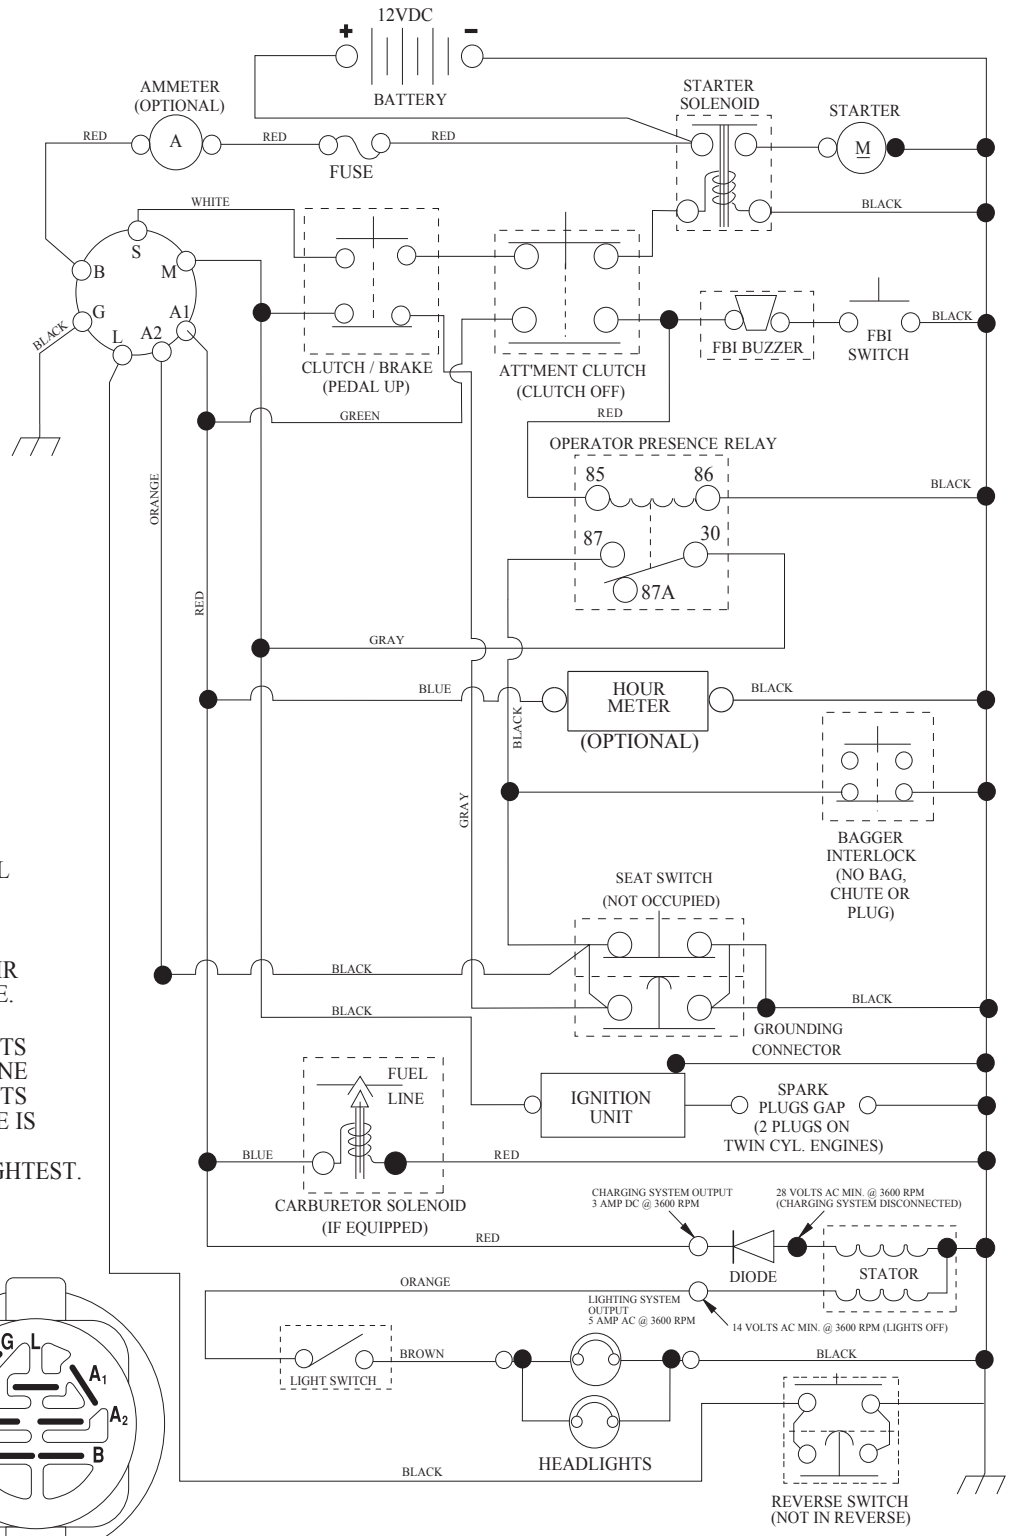 12VDC
+
-
BATTERY
AMMETER
(OPTIONAL)
RED
A
RED
FUSE
RED
STARTER
SOLENOID
STARTER
M
WHITE
BLACK
S
B
M
G
A1
L
A2
BLACK
CLUTCH / BRAKE
(PEDAL UP)
ATT'MENT CLUTCH
(CLUTCH OFF)
FBI BUZZER
FBI
SWITCH
BLACK
GREEN
RED
OPERATOR PRESENCE RELAY
85
86
BLACK
87
30
87A
ORANGE
RED
GRAY
BLUE
HOUR
METER
(OPTIONAL)
BLACK
BLACK
GRAY
BAGGER
INTERLOCK
(NO BAG,
CHUTE OR
PLUG)
SEAT SWITCH
(NOT OCCUPIED)
BLACK
BLACK
BLACK
GROUNDING
CONNECTOR
L
IR
E.
TS
NE
TS
E IS
GHTEST.
FUEL
LINE
IGNITION
UNIT
SPARK
PLUGS GAP
(2 PLUGS ON
TWIN CYL. ENGINES)
BLUE
RED
CARBURETOR SOLENOID
(IF EQUIPPED)
CHARGING SYSTEM OUTPUT
3 AMP DC @ 3600 RPM
28 VOLTS AC MIN. @ 3600 RPM
(CHARGING SYSTEM DISCONNECTED)
RED
DIODE
STATOR
ORANGE
LIGHTING SYSTEM
OUTPUT
5 AMP AC @ 3600 RPM
14 VOLTS AC MIN. @ 3600 RPM (LIGHTS OFF)
BROWN
BLACK
LIGHT SWITCH
HEADLIGHTS
BLACK
REVERSE SWITCH
(NOT IN REVERSE)
G
L
A1
A2
B